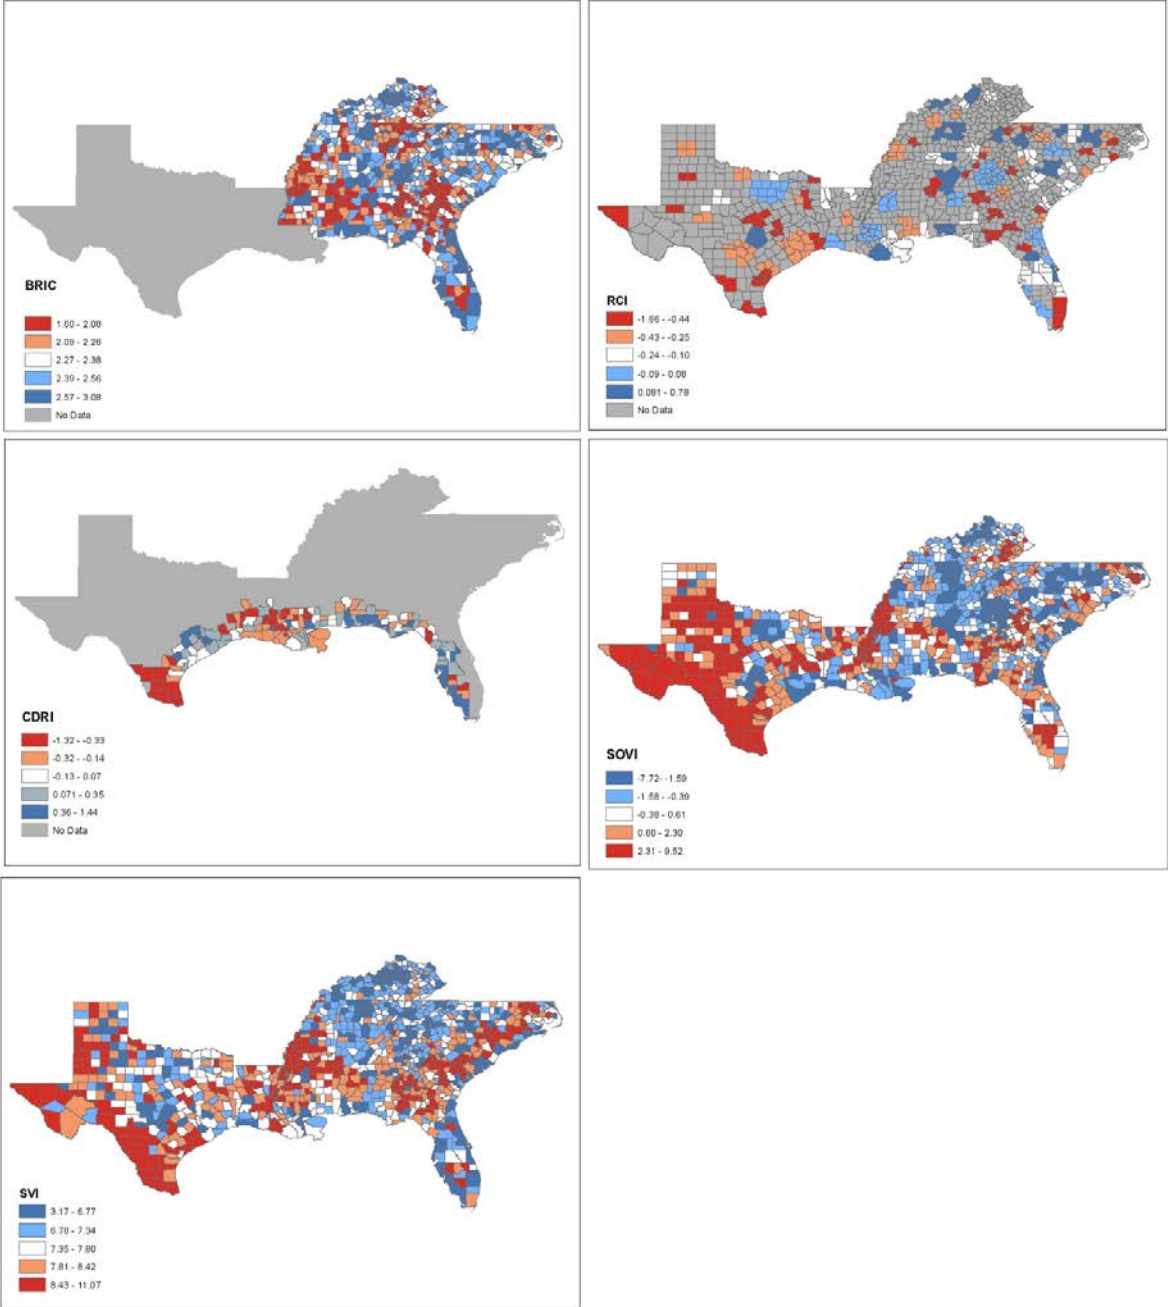 BRIC
1.60 - 2.08
2.09 - 2.26
2.27 - 2.38
2.39 - 2.56
2.57 - 3.08
No Data
RCI
-1.66 - -0.44
-0.43 - -0.25
-0.24 - -0.10
-0.09 - 0.08
0.081 - 0.78
No Data
CDRI
-1.32 - -0.33
-0.32 - -0.14
-0.13 - 0.07
0.071 - 0.35
0.36 - 1.44
No Data
SOVI
-7.72- -1.59
-1.58 - -0.39
-0.38 - 0.61
0.60 - 2.30
2.31 - 9.52
SVI
3.17 - 6.77
6.78 - 7.34
7.35 - 7.80
7.81 - 8.42
8.43 - 11.07